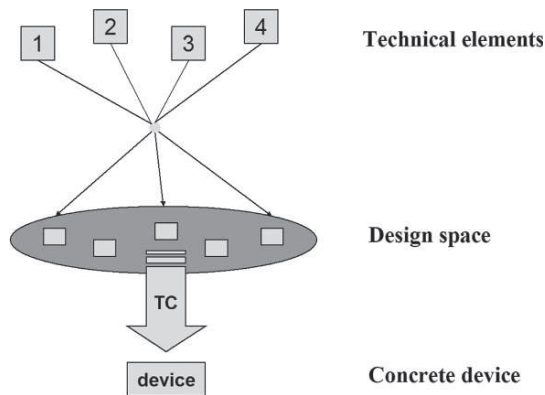 1
2
3
4
Technical elements
Design space
TC
device
Concrete device